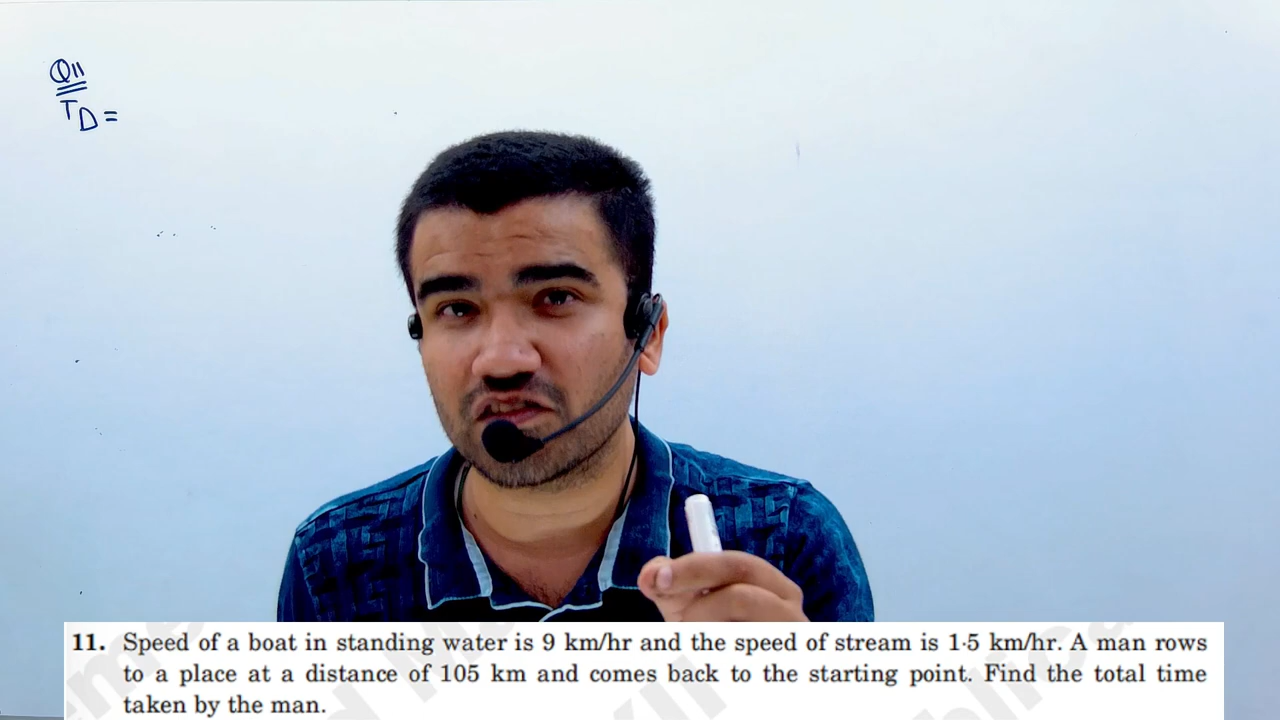 Q11
TD =
11. Speed of a boat in standing water is 9 km/hr and the speed of stream is 1·5 km/hr. A man rows
to a place at a distance of 105 km and comes back to the starting point. Find the total time
taken by the man.